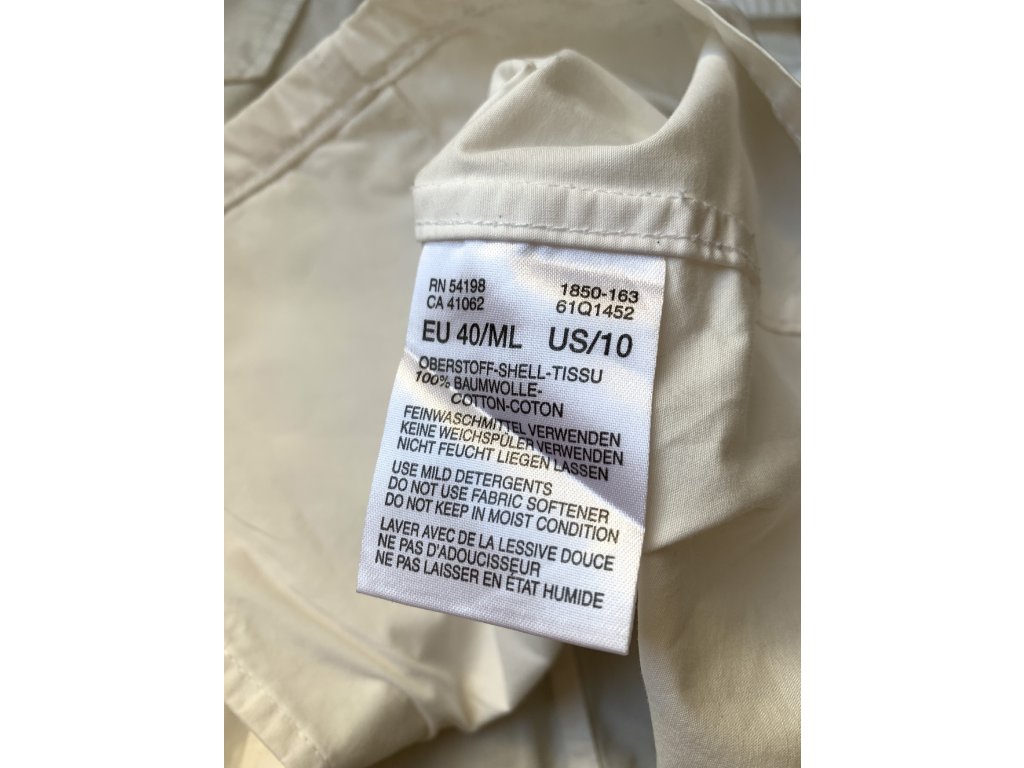 RN 54198 1850-163
CA 41062 61Q1452
EU 40/ML US/10
OBERSTOFF-SHELL-TISSU
100% BAUMWOLLE-
COTTON-COTON
FEINWASCHMITTEL VERWENDEN
KEINE WEICHSPÜLER VERWENDEN
NICHT FEUCHT LIEGEN LASSEN
USE MILD DETERGENTS
DO NOT USE FABRIC SOFTENER
DO NOT KEEP IN MOIST CONDITION
LAVER AVEC DE LA LESSIVE DOUCE
NE PAS D'ADOUCISSEUR
NE PAS LAISSER EN ÉTAT HUMIDE